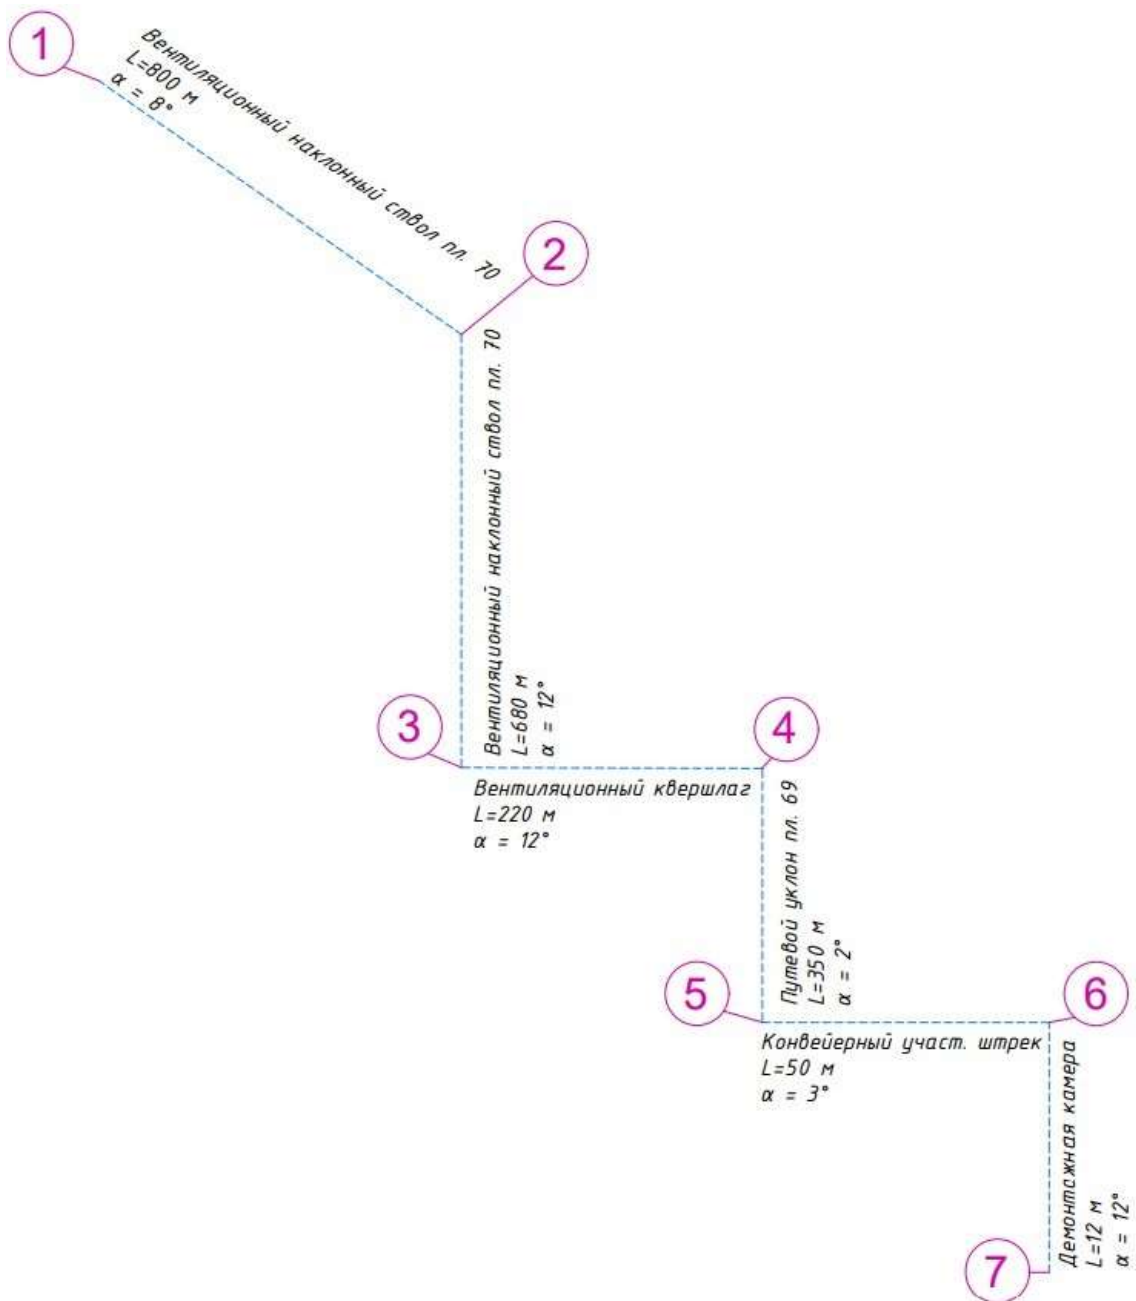 1
Вентиляционный наклонный ствол пл. 70
L=800 м
α = 8°
2
Вентиляционный наклонный ствол пл. 70
L=680 м
α = 12°
3
4
Вентиляционный квершлаг
L=220 м
α = 12°
Путевой уклон пл. 69
L=350 м
α = 2°
5
6
Конвейерный участ. штрек
L=50 м
α = 3°
Демонтажная камера
L=12 м
α = 12°
7